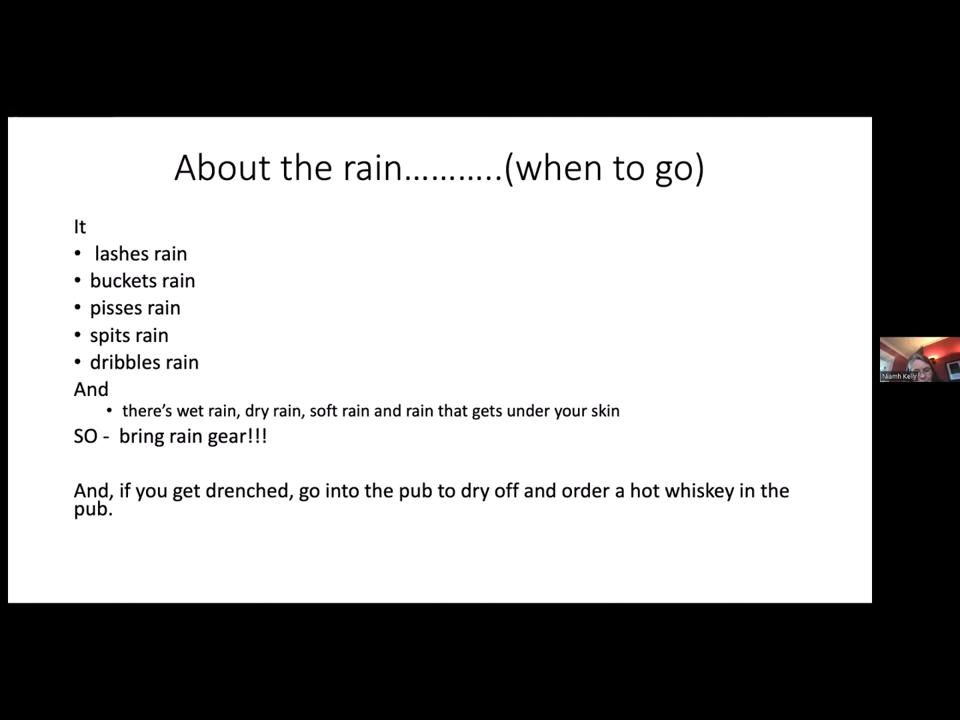 About the rain………..(when to go)
It
• lashes rain
• buckets rain
• pisses rain
• spits rain
• dribbles rain
And
• there’s wet rain, dry rain, soft rain and rain that gets under your skin
SO - bring rain gear!!!
And, if you get drenched, go into the pub to dry off and order a hot whiskey in the
pub.
Niamh Kelly